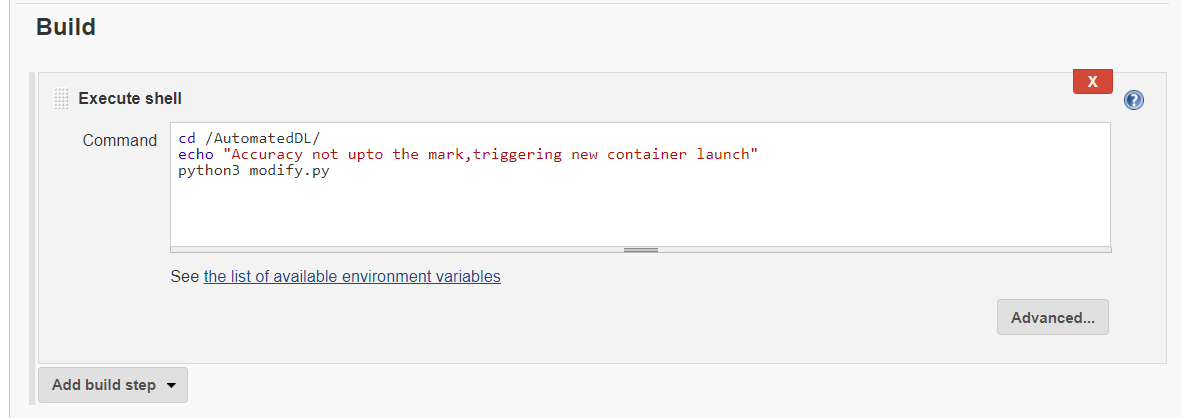 Build
Execute shell
X
?
Command
cd /AutomatedDL/
echo "Accuracy not upto the mark,triggering new container launch"
python3 modify.py
See the list of available environment variables
Advanced...
Add build step